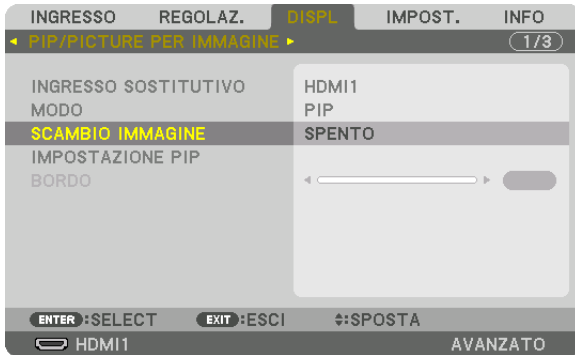 INGRESSO REGOLAZ. DISPL IMPOST. INFO
PIP/PICTURE PER IMMAGINE 1/3
INGRESSO SOSTITUTIVO HDMI1
MODO PIP
SCAMBIO IMMAGINE SPENTO
IMPOSTAZIONE PIP
BORDO
ENTER :SELECT EXIT :ESCI :SPOSTA
HDMI1 AVANZATO